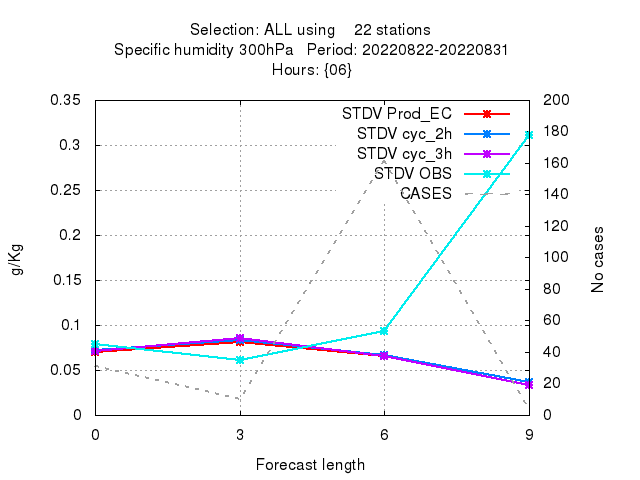 Selection: ALL using    22 stations
Specific humidity 300hPa   Period: 20220822-20220831
Hours: {06}
STDV Prod_EC
STDV cyc_2h
STDV cyc_3h
STDV OBS
CASES
0.35
0.3
0.25
0.2
0.15
0.1
0.05
0
g/Kg
200
180
160
140
120
100
80
60
40
20
0
No cases
0 3 6 9
Forecast length